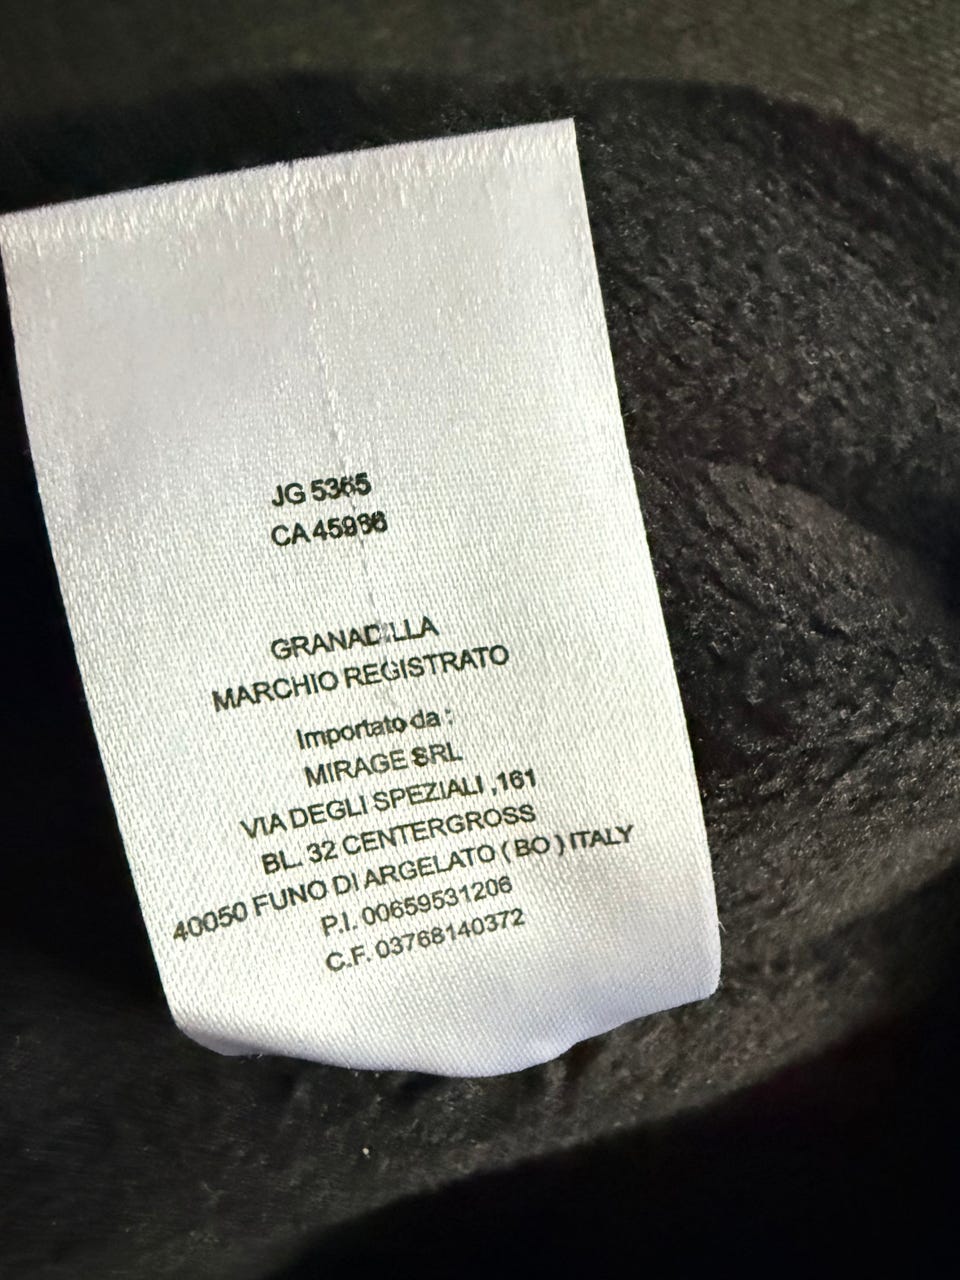 JG 5365
CA 45966
GRANADILLA
MARCHIO REGISTRATO
Importato da :
MIRAGE SRL
VIA DEGLI SPEZIALI ,161
BL. 32 CENTERGROSS
40050 FUNO DI ARGELATO ( BO ) ITALY
P.I. 00659531206
C.F. 03768140372